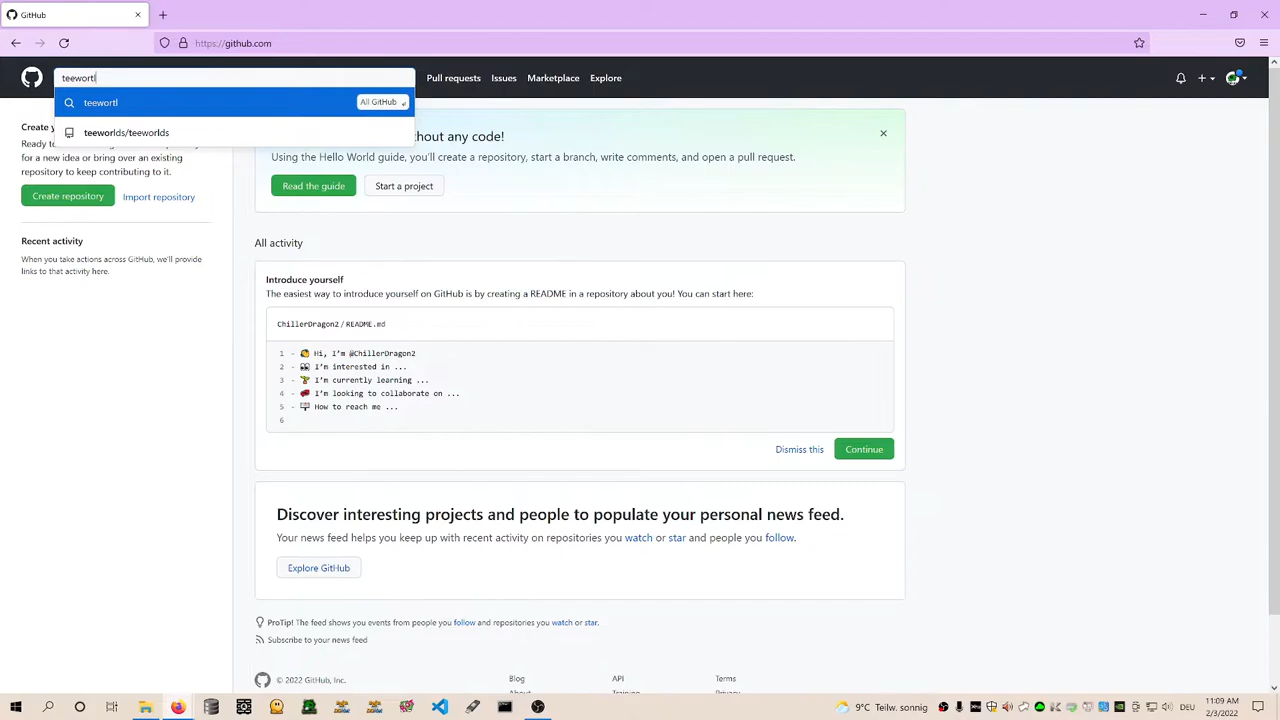 GitHub
https://github.com
teewortl
Pull requests Issues Marketplace Explore
teewortl All GitHub
teeworlds/teeworlds
Create y
Ready to
for a new idea or bring over an existing
repository to keep contributing to it.
Create repository Import repository
Recent activity
When you take actions across GitHub, we'll provide
links to that activity here.
hout any code!
Using the Hello World guide, you'll create a repository, start a branch, write comments, and open a pull request.
Read the guide Start a project
All activity
Introduce yourself
The easiest way to introduce yourself on GitHub is by creating a README in a repository about you! You can start here:
ChillerDragon2 / README.md
1 - 👋 Hi, I'm @ChillerDragon2
2 - 👀 I'm interested in ...
3 - 🌱 I'm currently learning ...
4 - 💞️ I'm looking to collaborate on ...
5 - 📫 How to reach me ...
6
Dismiss this Continue
Discover interesting projects and people to populate your personal news feed.
Your news feed helps you keep up with recent activity on repositories you watch or star and people you follow.
Explore GitHub
ProTip! The feed shows you events from people you follow and repositories you watch or star.
Subscribe to your news feed
© 2022 GitHub, Inc.
Blog API Terms
About Training Privacy
9°C Teilw. sonnig
DEU
11:09 AM
2/3/2022